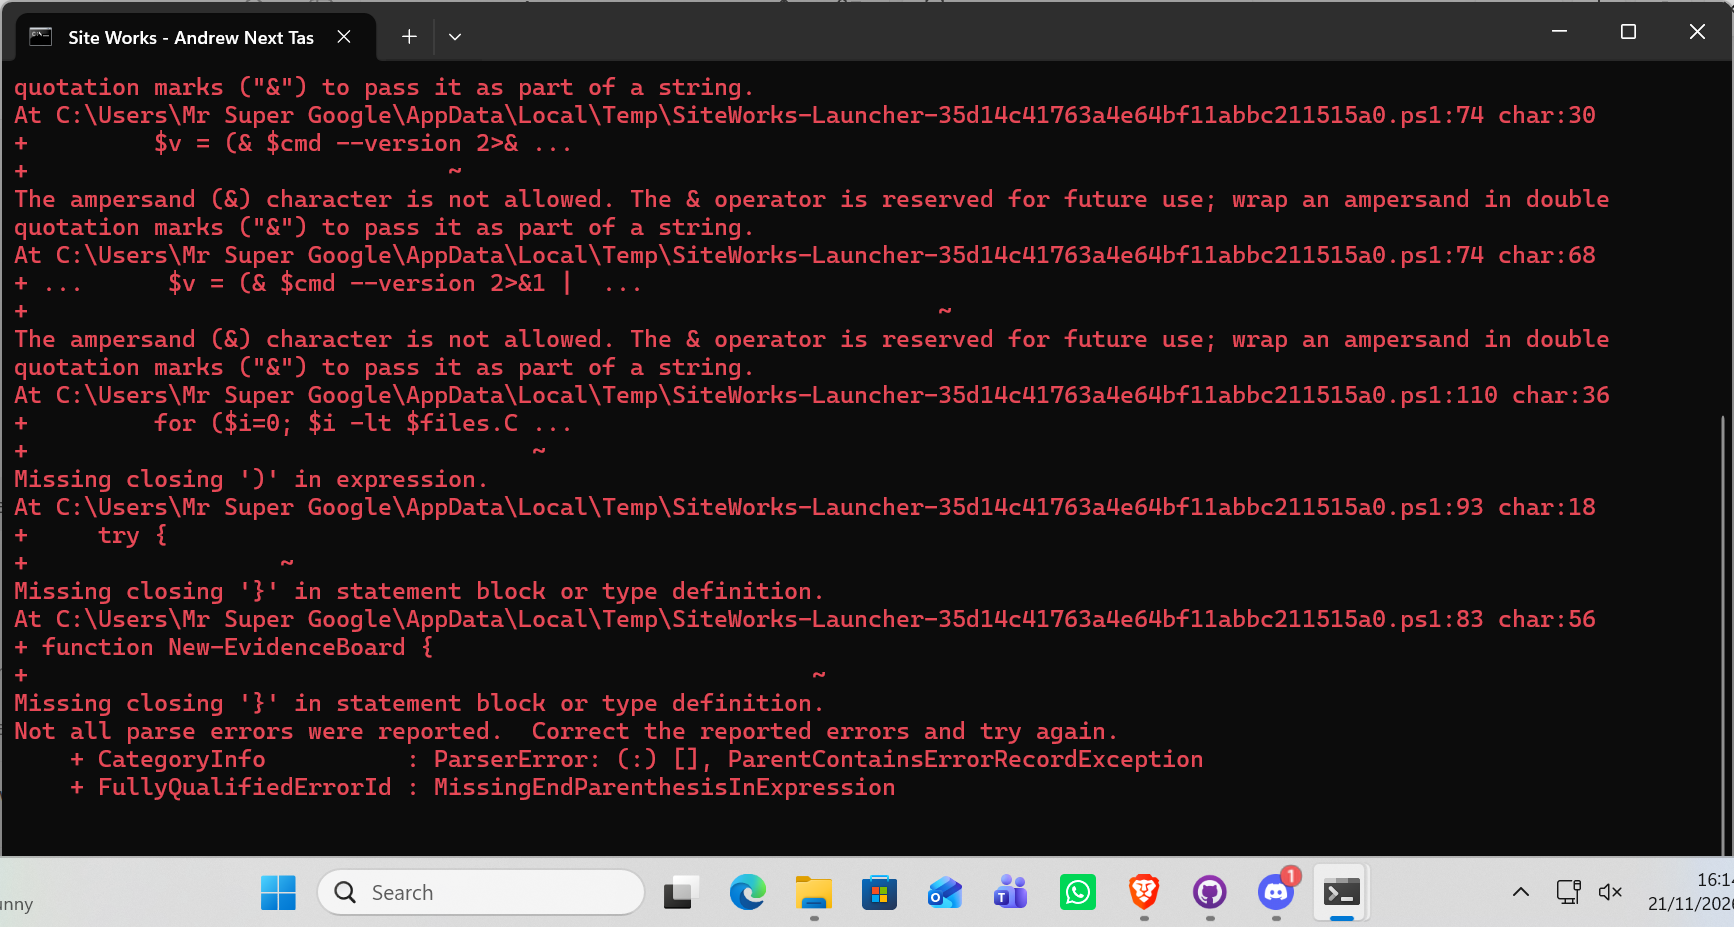 Site Works - Andrew Next Tas
quotation marks ("&") to pass it as part of a string.
At C:\Users\Mr Super Google\AppData\Local\Temp\SiteWorks-Launcher-35d14c41763a4e64bf11abbc211515a0.ps1:74 char:30
+         $v = (& $cmd --version 2>& ...
+                              ~
The ampersand (&) character is not allowed. The & operator is reserved for future use; wrap an ampersand in double
quotation marks ("&") to pass it as part of a string.
At C:\Users\Mr Super Google\AppData\Local\Temp\SiteWorks-Launcher-35d14c41763a4e64bf11abbc211515a0.ps1:74 char:68
+ ...      $v = (& $cmd --version 2>&1 |  ...
+                                                                 ~
The ampersand (&) character is not allowed. The & operator is reserved for future use; wrap an ampersand in double
quotation marks ("&") to pass it as part of a string.
At C:\Users\Mr Super Google\AppData\Local\Temp\SiteWorks-Launcher-35d14c41763a4e64bf11abbc211515a0.ps1:110 char:36
+         for ($i=0; $i -lt $files.C ...
+                                    ~
Missing closing ')' in expression.
At C:\Users\Mr Super Google\AppData\Local\Temp\SiteWorks-Launcher-35d14c41763a4e64bf11abbc211515a0.ps1:93 char:18
+     try {
+                  ~
Missing closing '}' in statement block or type definition.
At C:\Users\Mr Super Google\AppData\Local\Temp\SiteWorks-Launcher-35d14c41763a4e64bf11abbc211515a0.ps1:83 char:56
+ function New-EvidenceBoard {
+                                                        ~
Missing closing '}' in statement block or type definition.
Not all parse errors were reported.  Correct the reported errors and try again.
    + CategoryInfo          : ParserError: (:) [], ParentContainsErrorRecordException
    + FullyQualifiedErrorId : MissingEndParenthesisInExpression
unny
Search
1
16:14
21/11/202